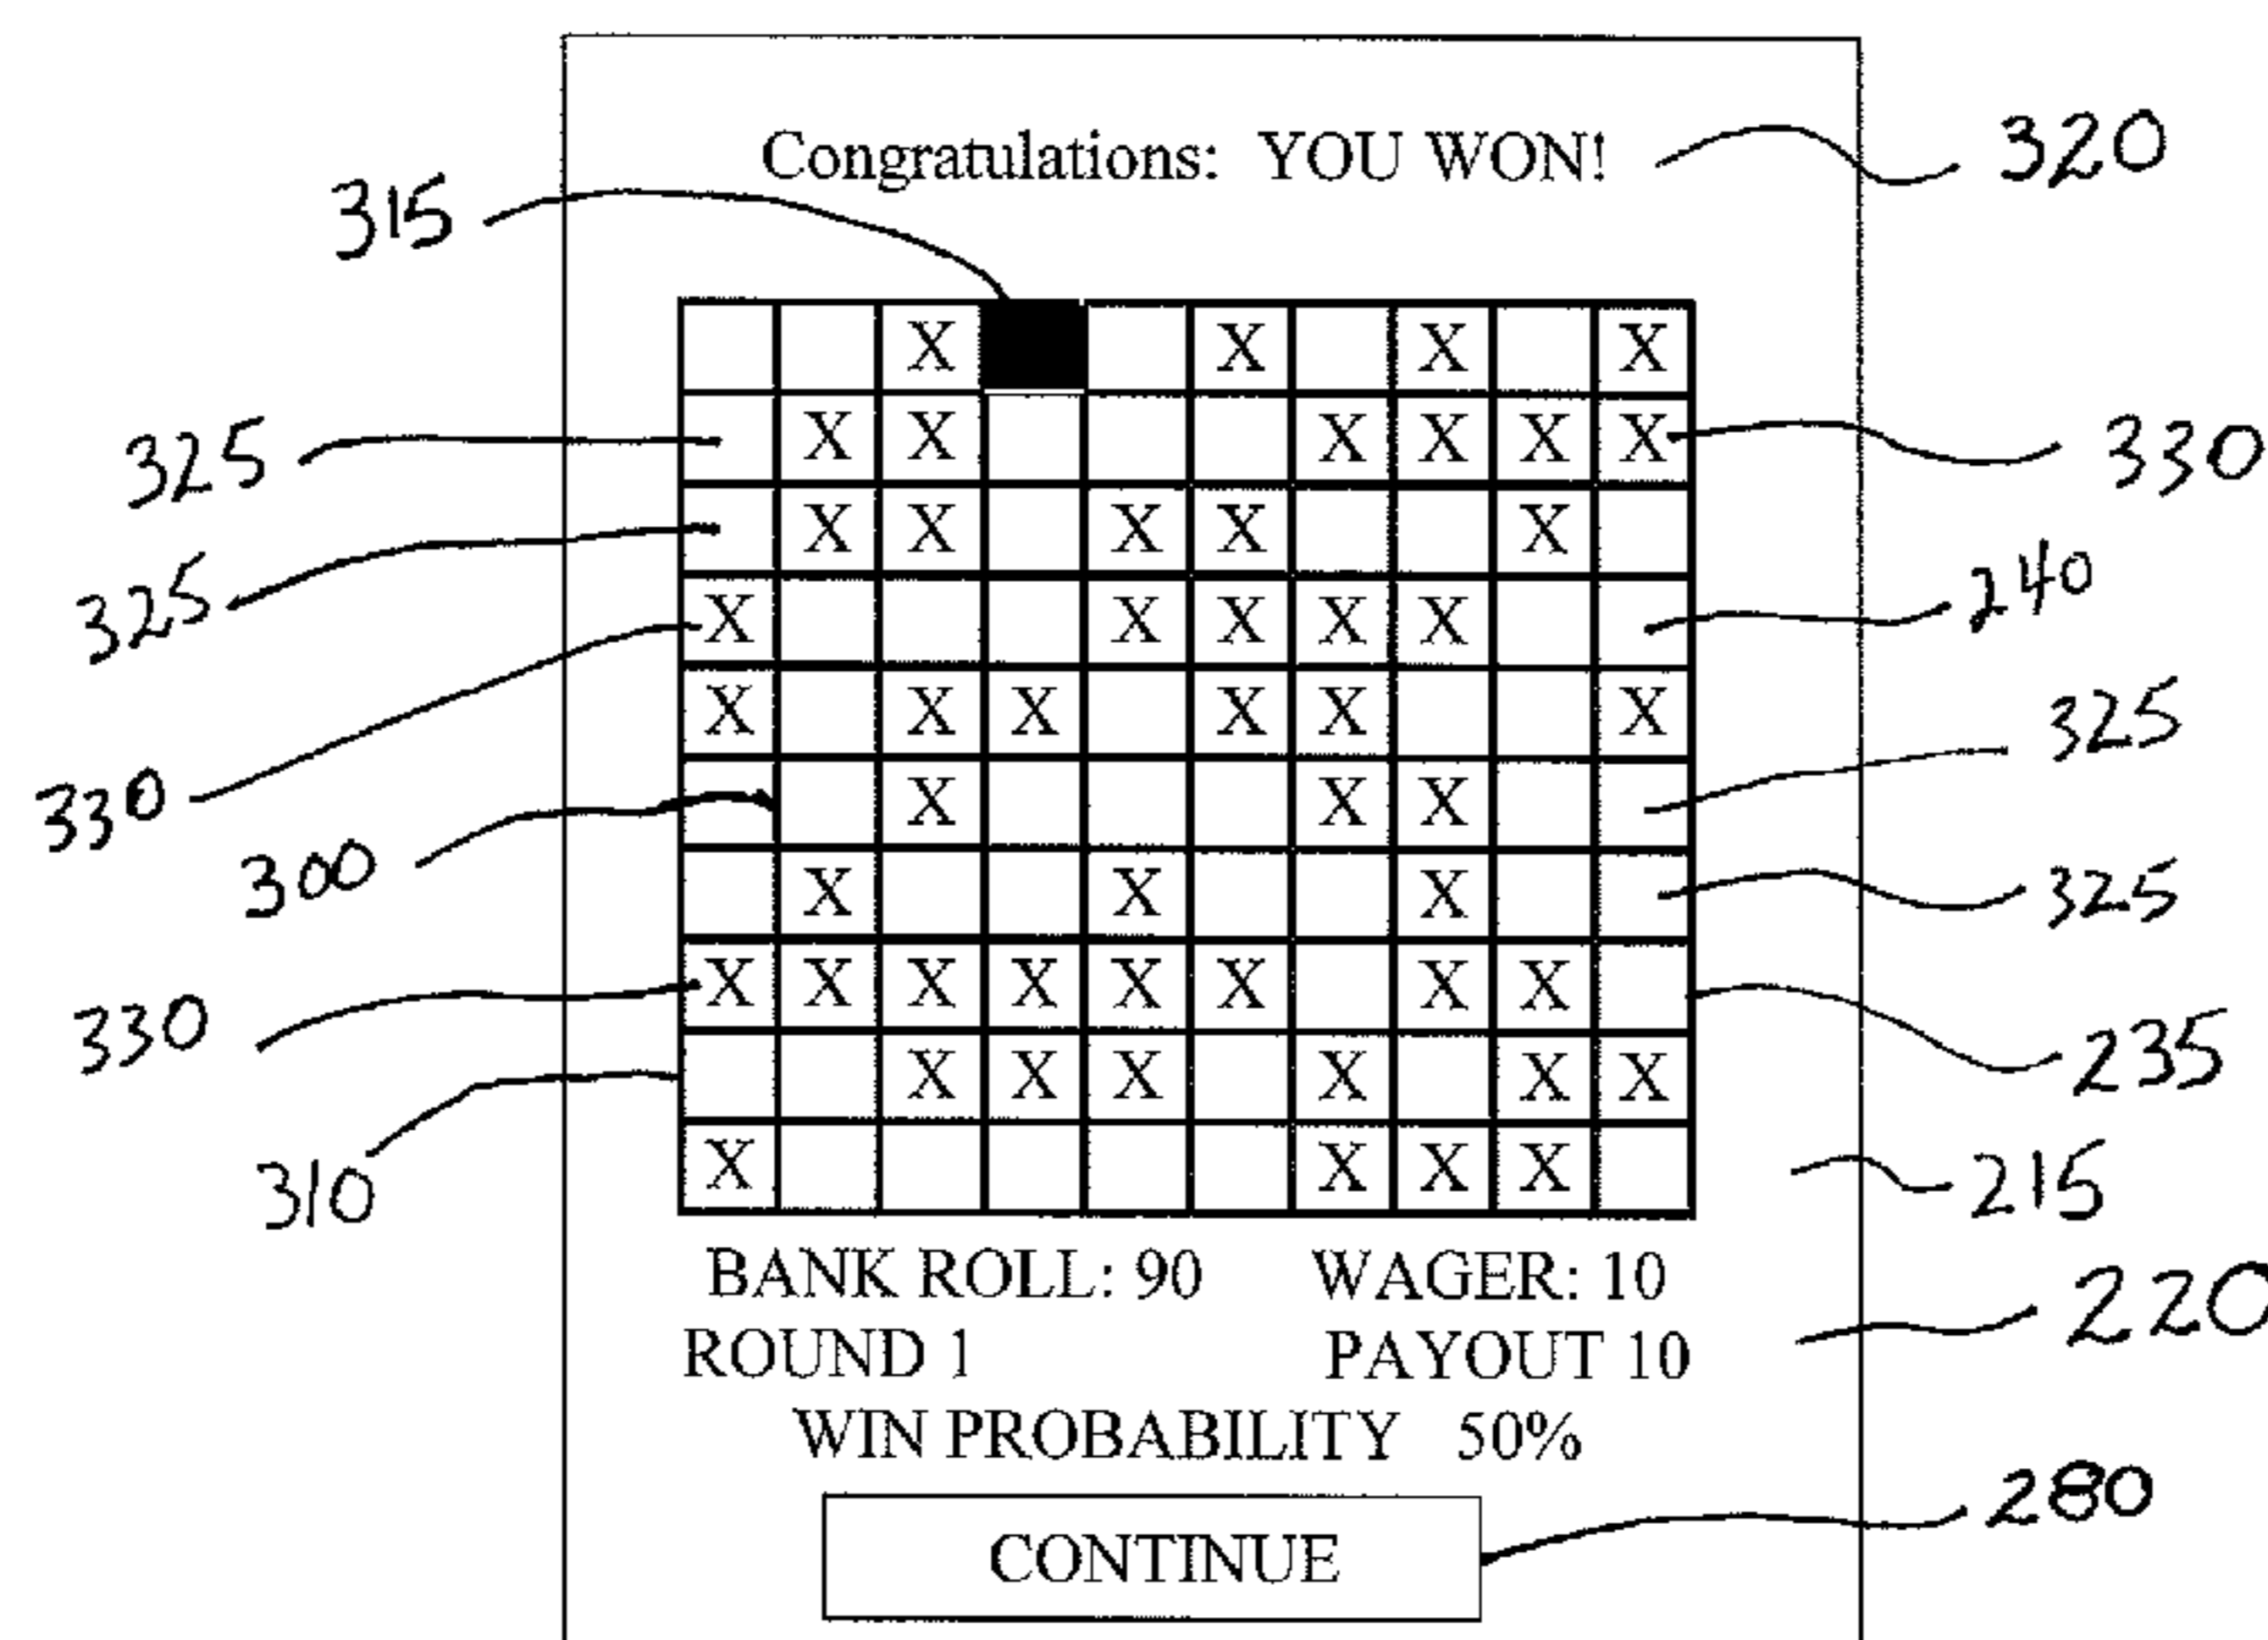 Congratulations: YOU WON!
320
315
X X X X
325
X X X X X X
330
325
X X X X X
240
330
X X X X X
X X X X X X
325
300
X X X
X X X
325
330
X X X X X X X X
235
310
X X X X X X
X X X X
215
BANK ROLL: 90 WAGER: 10
220
ROUND 1 PAYOUT 10
WIN PROBABILITY 50%
CONTINUE
280